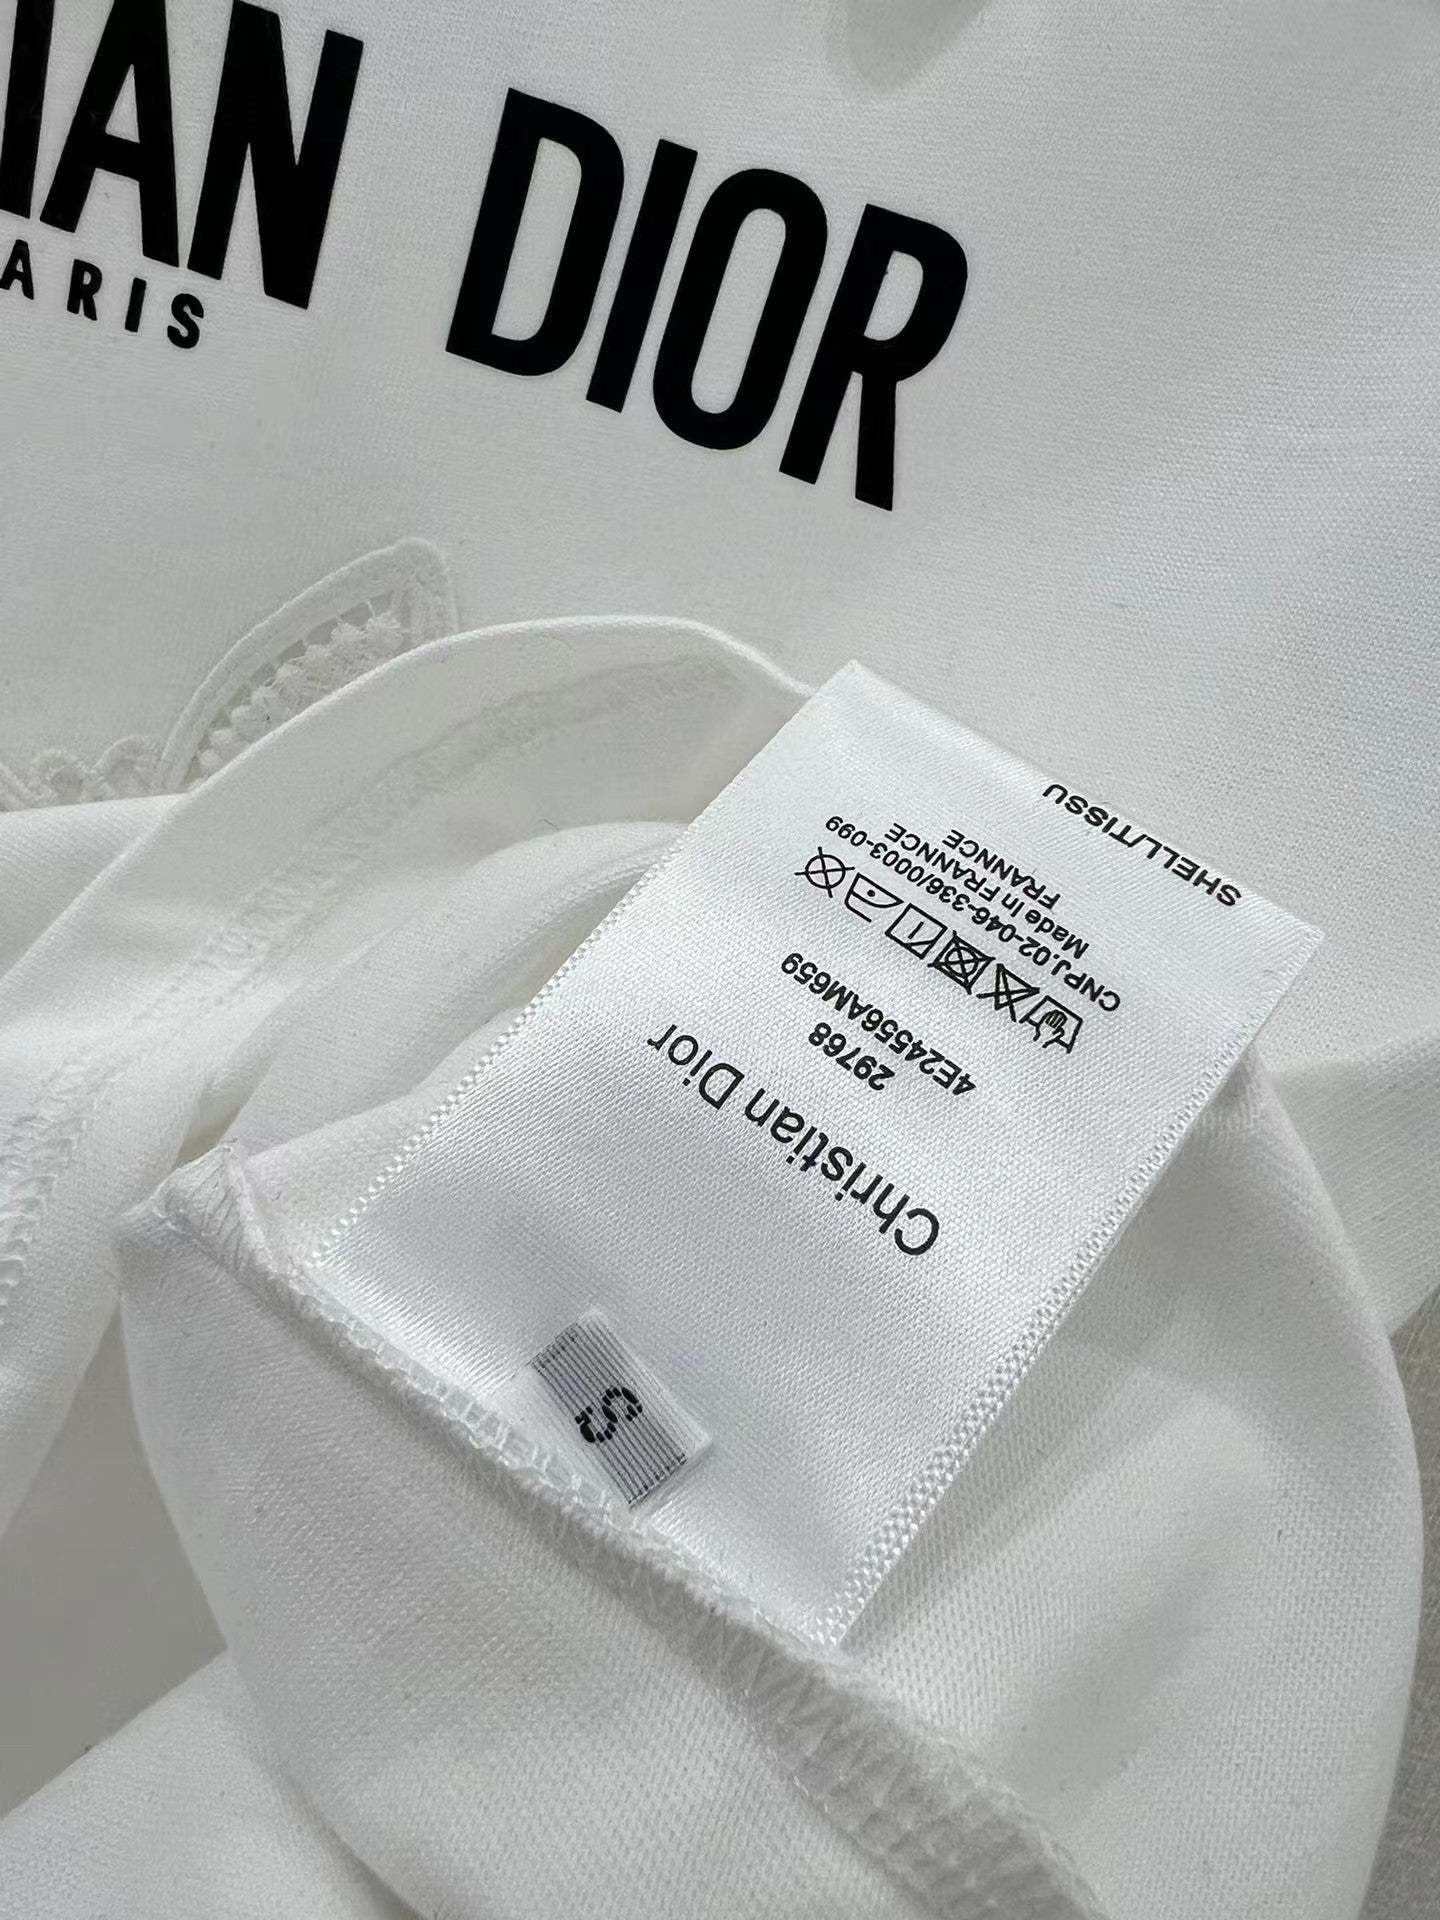 IAN DIOR
ARIS
Christian Dior
4E24556AM659
29768
CNPJ.02-046-336/0003-099
Made In FRANNCE
FRANNCE
SHELL/TISSU
S